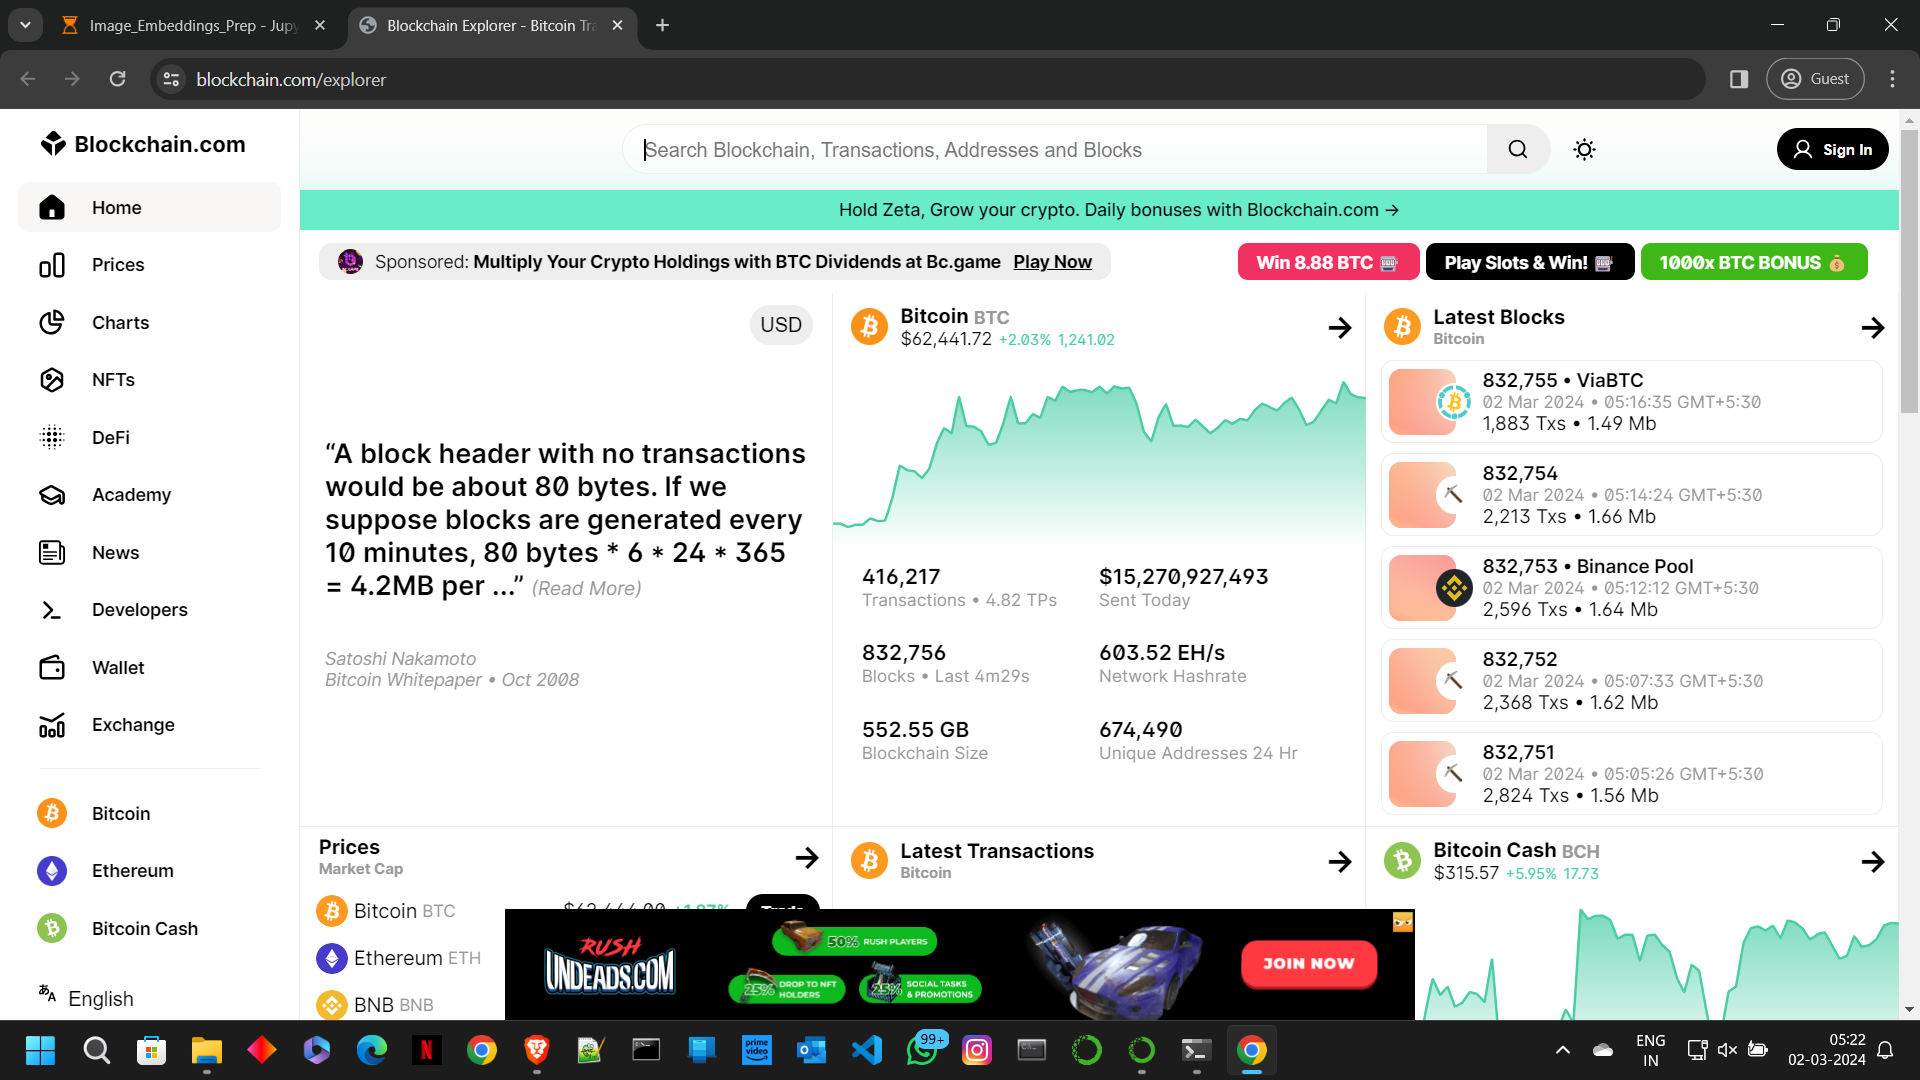 Image_Embeddings_Prep - Jupy
Blockchain Explorer - Bitcoin Tra
blockchain.com/explorer
Guest
Blockchain.com
Search Blockchain, Transactions, Addresses and Blocks
Sign In
Home
Prices
Charts
NFTs
DeFi
Academy
News
Developers
Wallet
Exchange
Bitcoin
Ethereum
Bitcoin Cash
English
Hold Zeta, Grow your crypto. Daily bonuses with Blockchain.com →
Sponsored: Multiply Your Crypto Holdings with BTC Dividends at Bc.game Play Now
Win 8.88 BTC
Play Slots & Win!
1000x BTC BONUS
USD
“A block header with no transactions
would be about 80 bytes. If we
suppose blocks are generated every
10 minutes, 80 bytes * 6 * 24 * 365
= 4.2MB per ...” (Read More)
Satoshi Nakamoto
Bitcoin Whitepaper • Oct 2008
Bitcoin BTC
$62,441.72 +2.03% 1,241.02
416,217
Transactions • 4.82 TPs
$15,270,927,493
Sent Today
832,756
Blocks • Last 4m29s
603.52 EH/s
Network Hashrate
552.55 GB
Blockchain Size
674,490
Unique Addresses 24 Hr
Latest Blocks
Bitcoin
832,755 • ViaBTC
02 Mar 2024 • 05:16:35 GMT+5:30
1,883 Txs • 1.49 Mb
832,754
02 Mar 2024 • 05:14:24 GMT+5:30
2,213 Txs • 1.66 Mb
832,753 • Binance Pool
02 Mar 2024 • 05:12:12 GMT+5:30
2,596 Txs • 1.64 Mb
832,752
02 Mar 2024 • 05:07:33 GMT+5:30
2,368 Txs • 1.62 Mb
832,751
02 Mar 2024 • 05:05:26 GMT+5:30
2,824 Txs • 1.56 Mb
Prices
Market Cap
Bitcoin BTC
Ethereum ETH
BNB BNB
Latest Transactions
Bitcoin
Bitcoin Cash BCH
$315.57 +5.95% 17.73
RUSH
UNDEADS.COM
50% RUSH PLAYERS
25% DROP TO NFT
HOLDERS
25% SOCIAL TASKS
& PROMOTIONS
JOIN NOW
prime
video
99+
ENG
IN
05:22
02-03-2024